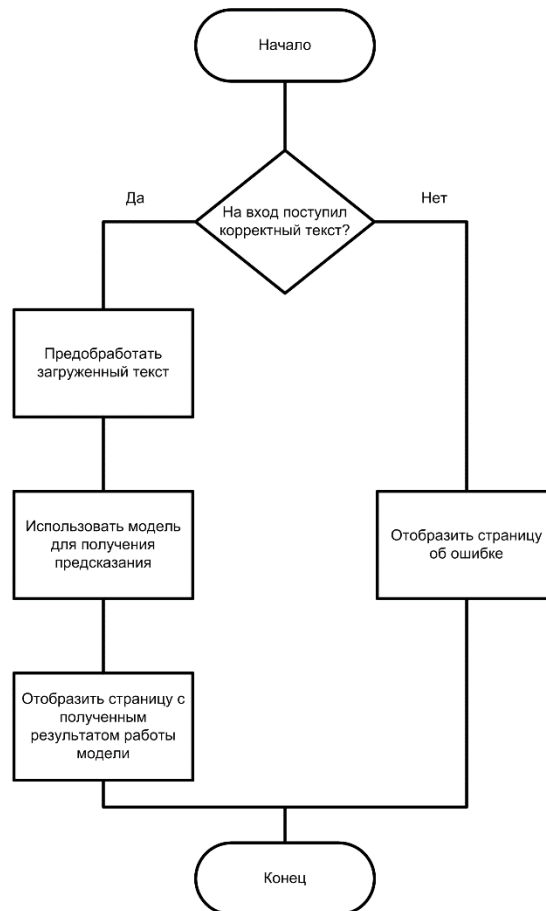 Начало
Да
Нет
На вход поступил
корректный текст?
Предобработать
загруженный текст
Использовать модель
для получения
предсказания
Отобразить страницу
об ошибке
Отобразить страницу с
полученным
результатом работы
модели
Конец